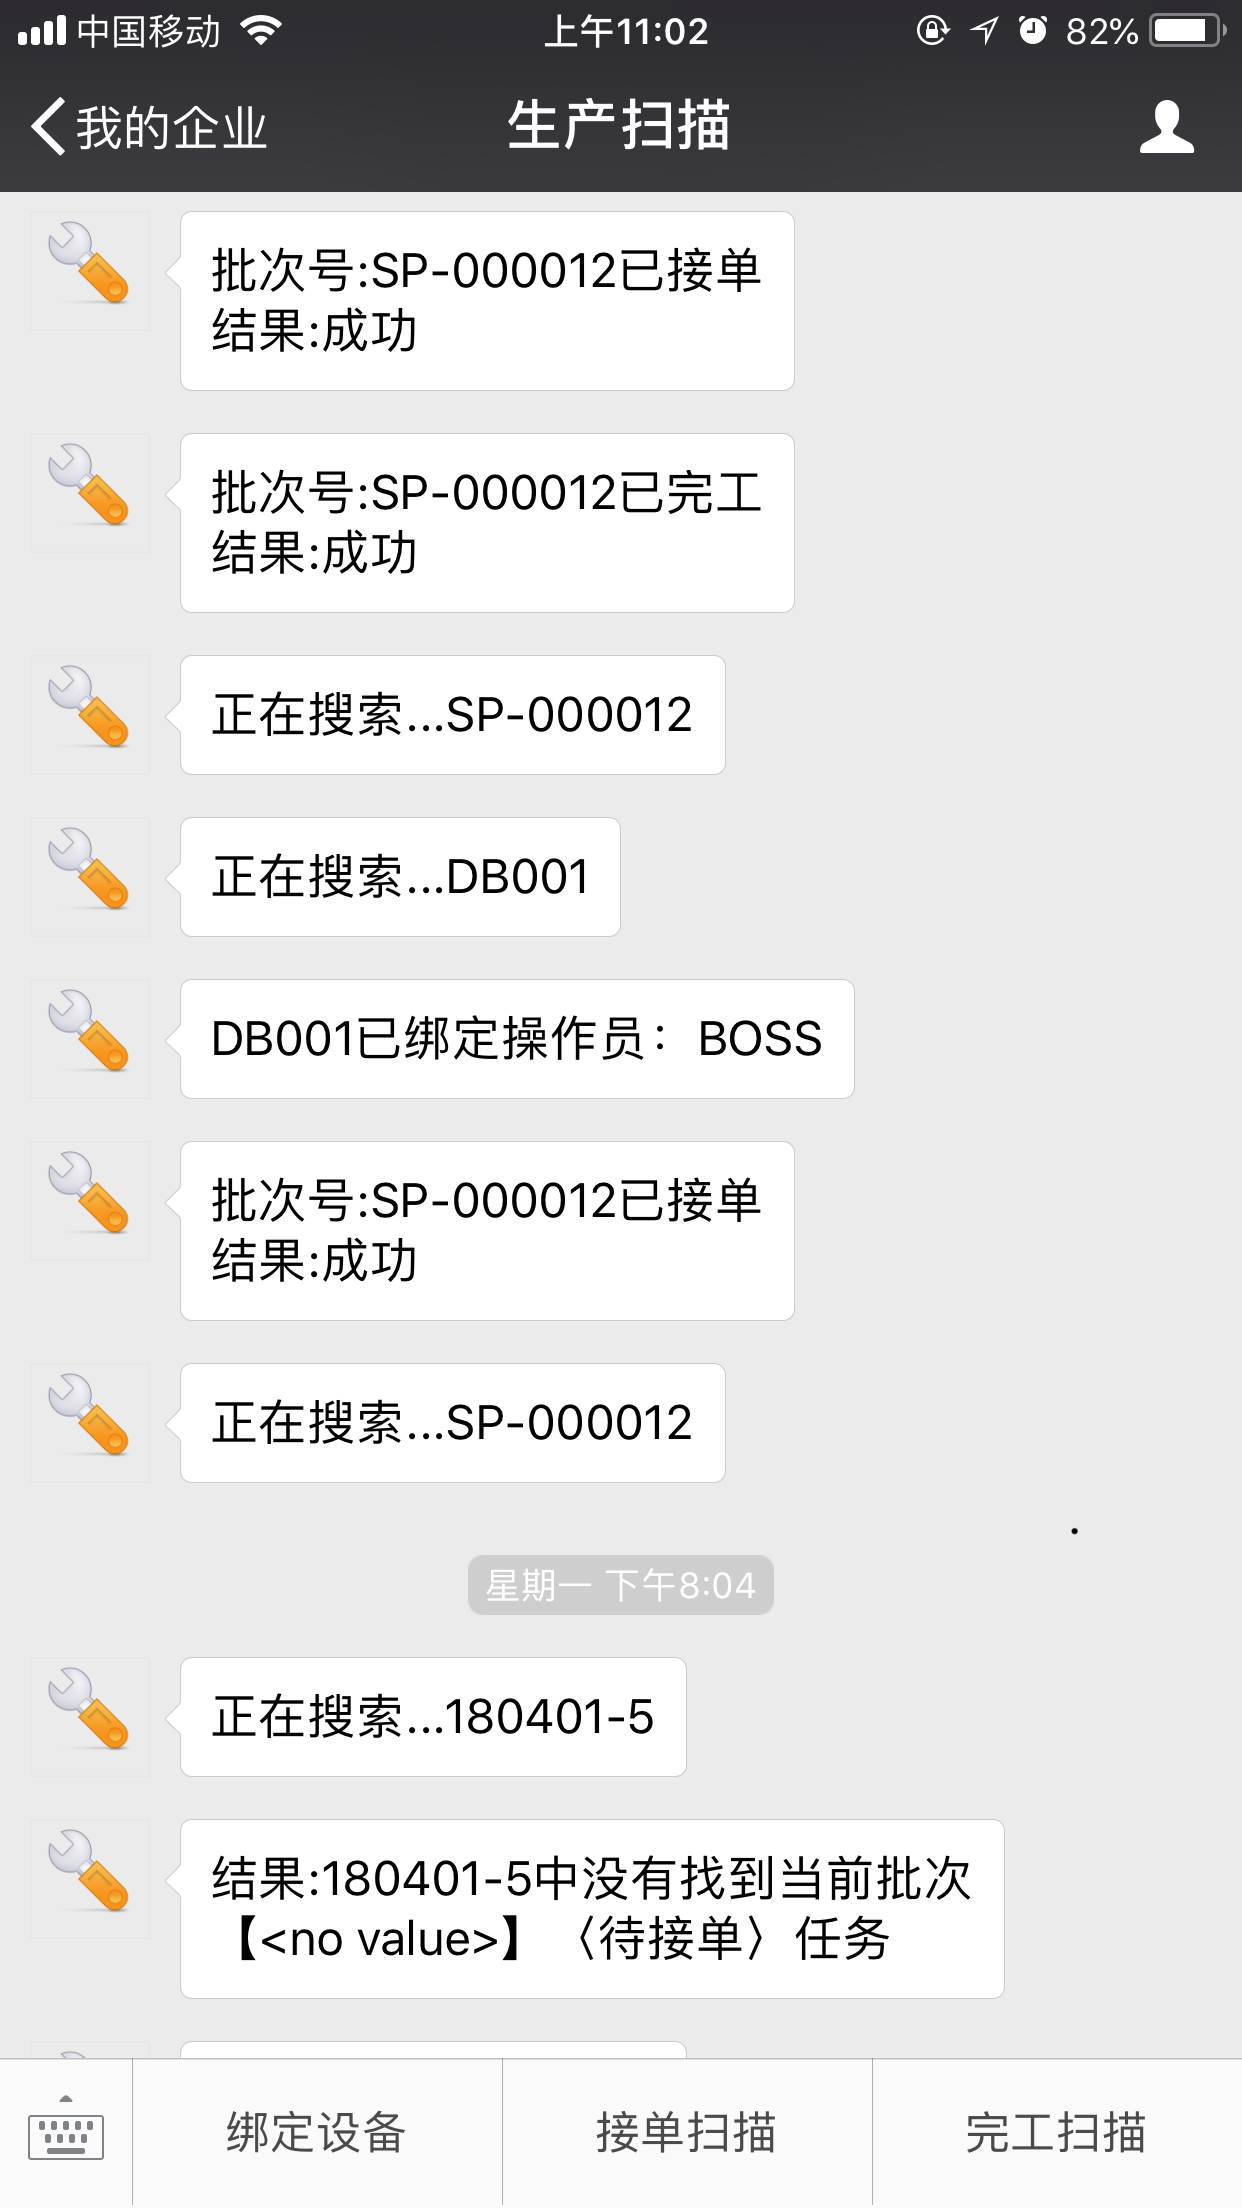 中国移动
上午11:02
82%
我的企业
生产扫描
批次号:SP-000012已接单
结果:成功
批次号:SP-000012已完工
结果:成功
正在搜索...SP-000012
正在搜索...DB001
DB001已绑定操作员：BOSS
批次号:SP-000012已接单
结果:成功
正在搜索...SP-000012
星期一 下午8:04
正在搜索...180401-5
结果:180401-5中没有找到当前批次
【<no value>】〈待接单〉任务
绑定设备
接单扫描
完工扫描